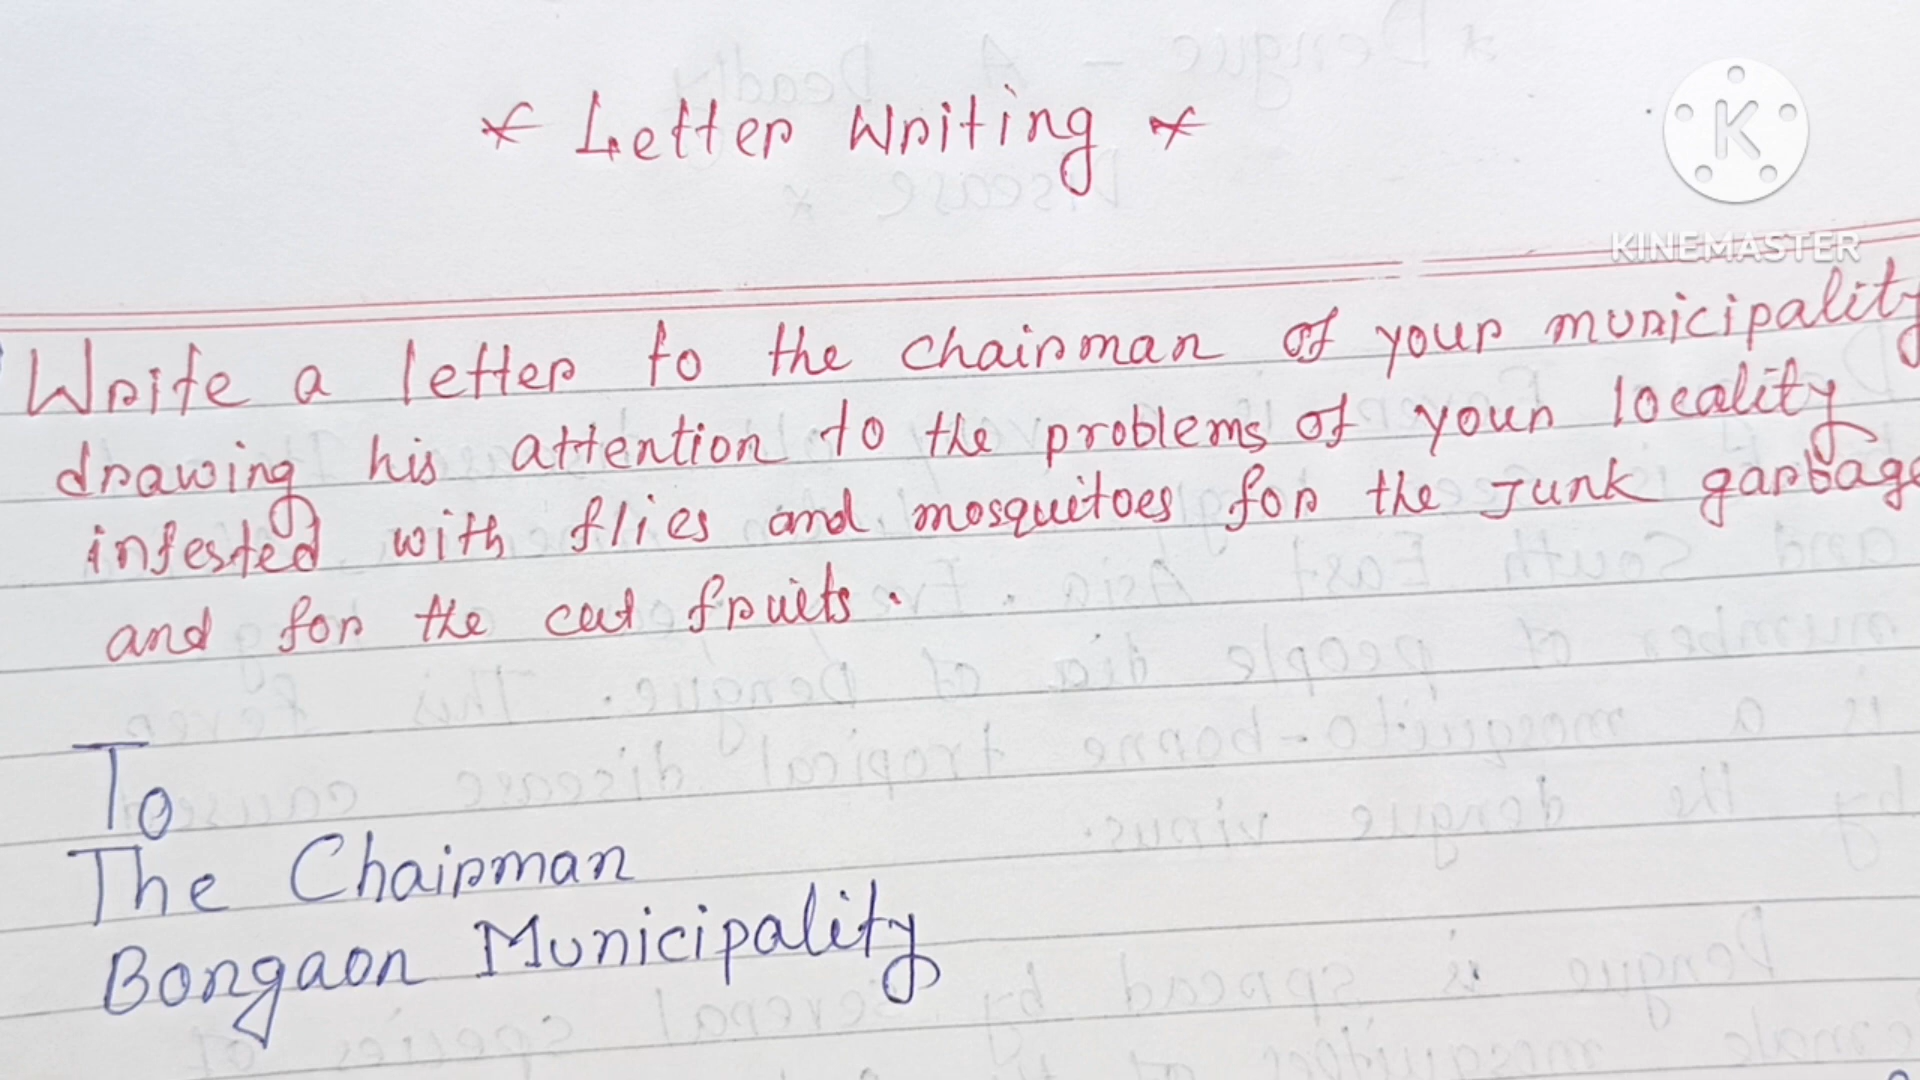 * Letter Writing *
KINEMASTER
Write a letter to the chairman of your municipality
drawing his attention to the problems of your locality
infested with flies and mosquitoes for the Junk garbage
and for the cut fruits.
To
The Chairman
Bongaon Municipality